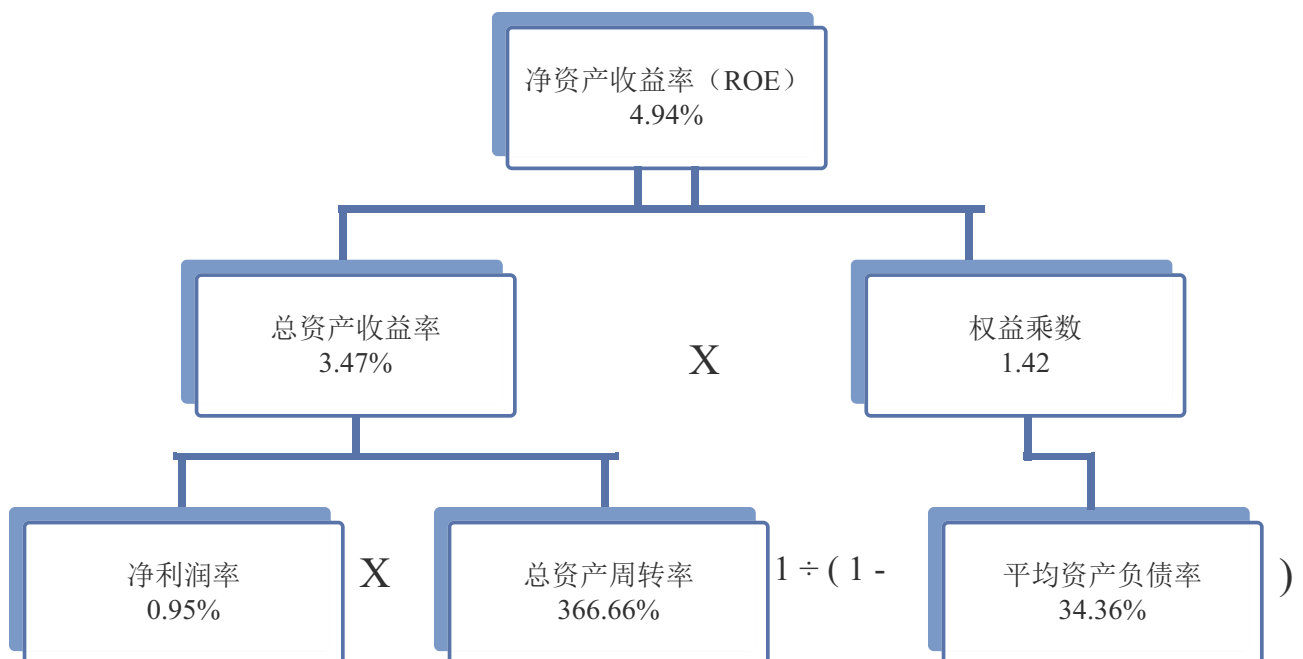 净资产收益率（ROE）
4.94%
总资产收益率
3.47%
X
权益乘数
1.42
净利润率
0.95%
X
总资产周转率
366.66%
1 ÷ ( 1 -
平均资产负债率
34.36%
)